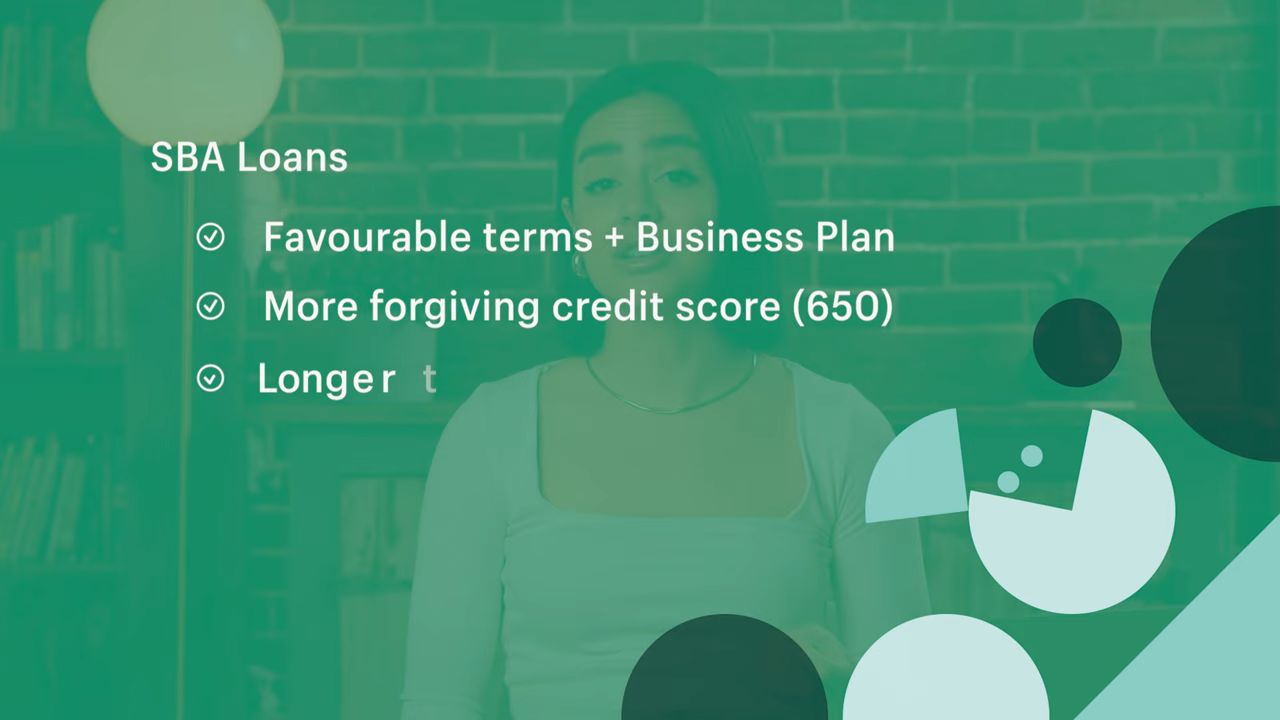 SBA Loans
Favourable terms + Business Plan
More forgiving credit score (650)
Longer t